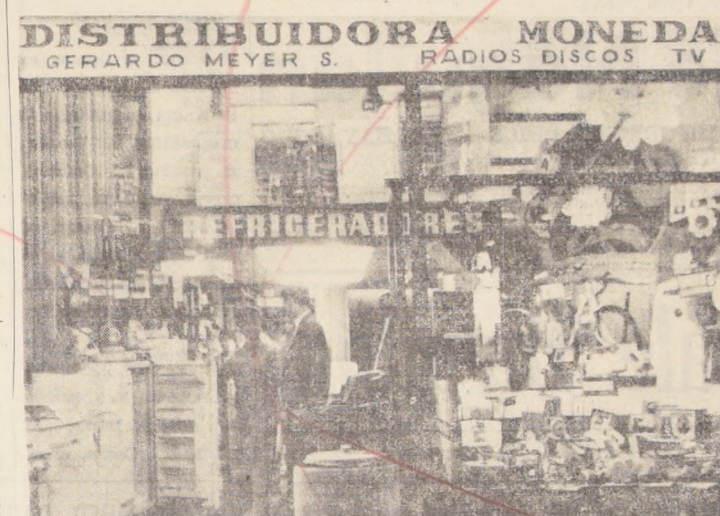 DISTRIBUIDORA MONEDA
GERARDO MEYER S. RADIOS DISCOS TV
REFRIGERADORES